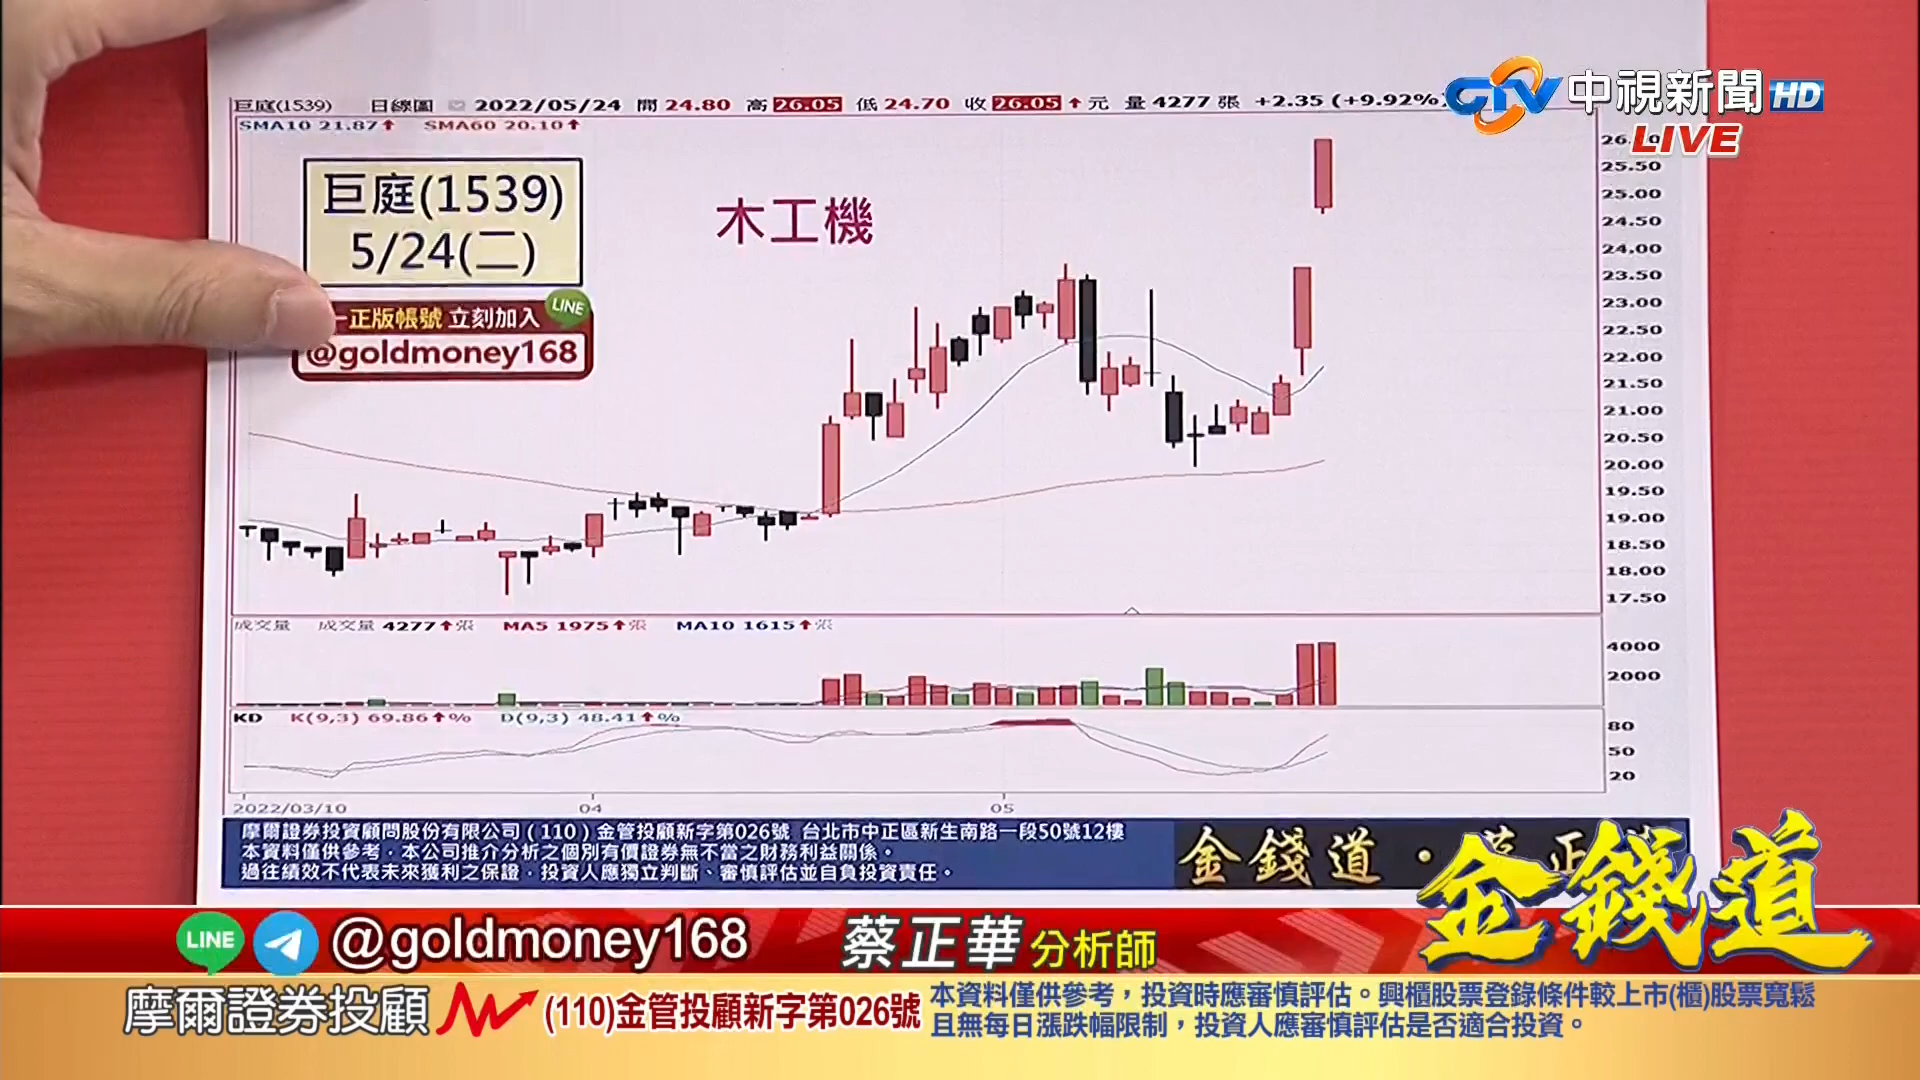 巨庭(1539) 日線圖 2022/05/24 開 24.80 高 26.05 低 24.70 收 26.05 ↑ 元 量 4277 張 +2.35 (+9.92%)
SMA10 21.87↑ SMA60 20.10↑
CTV 中視新聞 HD
LIVE
巨庭(1539)
5/24(二)
木工機
一正版帳號 立刻加入 LINE
@goldmoney168
25.50
25.00
24.50
24.00
23.50
23.00
22.50
22.00
21.50
21.00
20.50
20.00
19.50
19.00
18.50
18.00
17.50
成交量 成交量 4277↑張 MA5 1975↑張 MA10 1615↑張
4000
2000
KD K(9,3) 69.86↑% D(9,3) 48.41↑%
80
50
20
2022/03/10 04 05
摩爾證券投資顧問股份有限公司(110)金管投顧新字第026號 台北市中正區新生南路一段50號12樓
本資料僅供參考，本公司推介分析之個別有價證券無不當之財務利益關係。
過往績效不代表未來獲利之保證，投資人應獨立判斷、審慎評估並自負投資責任。
金錢道・蔡正
金錢道
LINE @goldmoney168 蔡正華 分析師
摩爾證券投顧 (110)金管投顧新字第026號
本資料僅供參考，投資時應審慎評估。興櫃股票登錄條件較上市(櫃)股票寬鬆
且無每日漲跌幅限制，投資人應審慎評估是否適合投資。